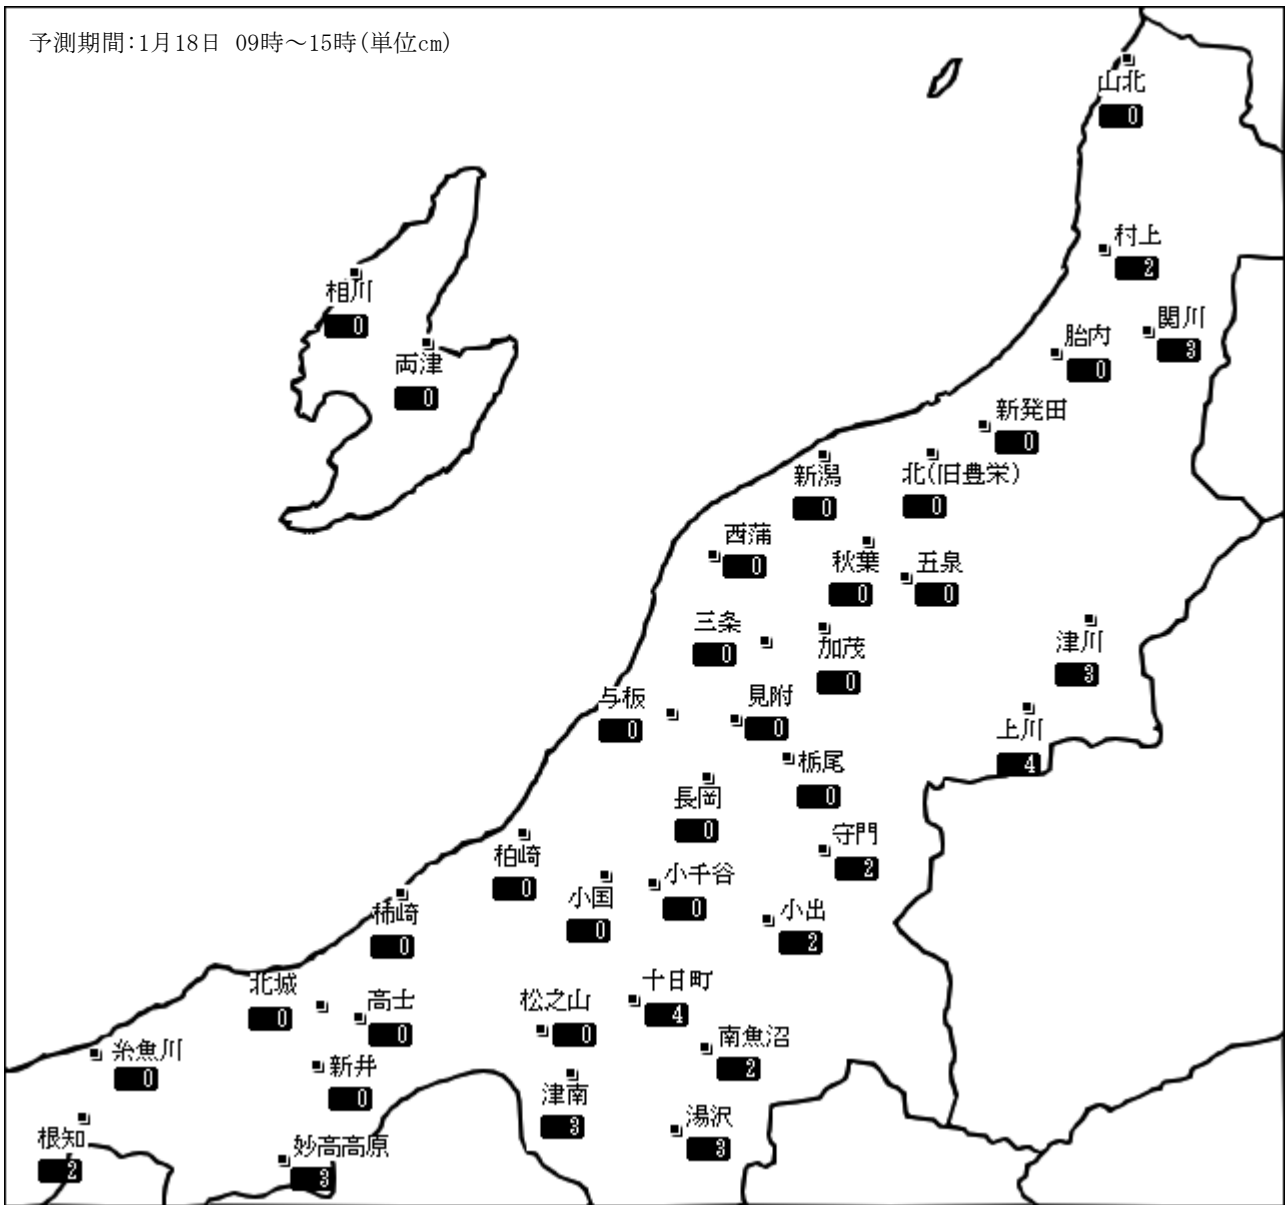 予測期間:1月18日 09時～15時(単位cm)
山北
0
村上
2
相川
0
関川
3
胎内
0
両津
0
新発田
0
新潟
0
北(旧豊栄)
0
西蒲
0
秋葉
0
五泉
0
三条
0
加茂
0
津川
3
与板
0
見附
0
上川
4
栃尾
0
長岡
0
守門
2
柏崎
0
小国
0
小千谷
0
小出
2
柿崎
0
北城
0
高士
0
松之山
0
十日町
4
南魚沼
2
糸魚川
0
新井
0
津南
3
湯沢
3
根知
2
妙高高原
3